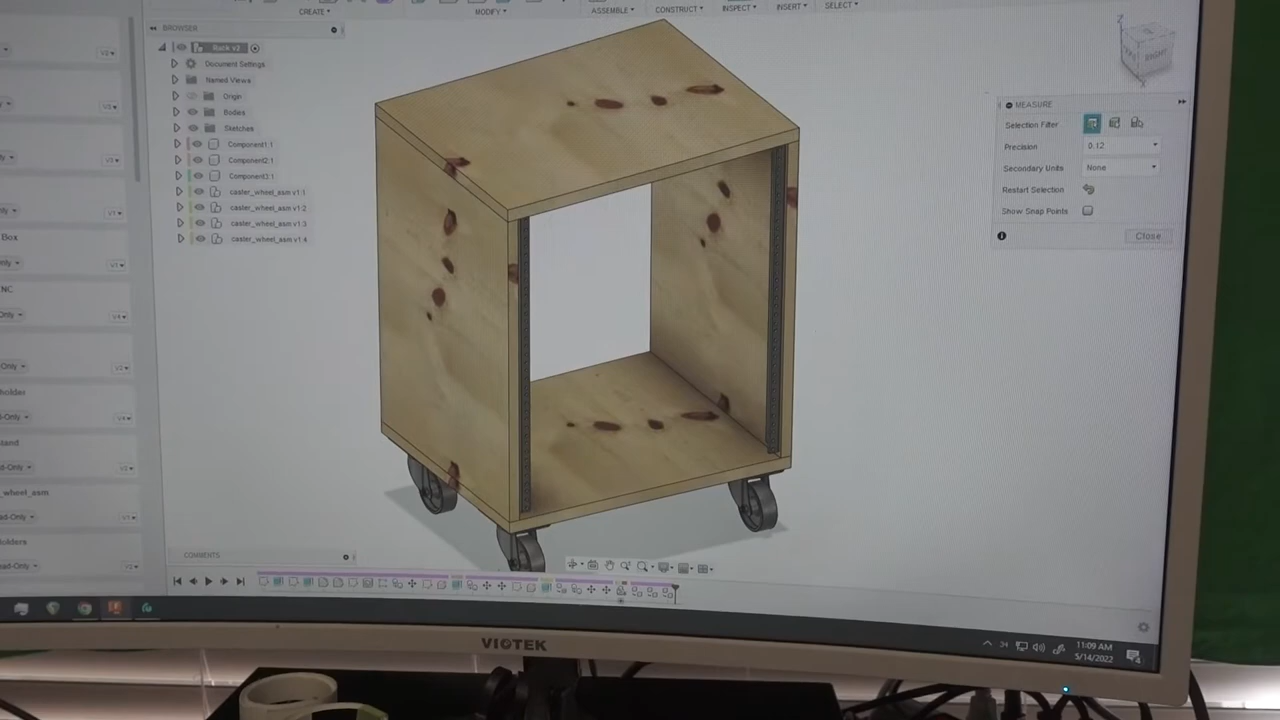 CREATE
MODIFY
ASSEMBLE
CONSTRUCT
INSPECT
INSERT
SELECT
BROWSER
Rack v2
Document Settings
Named Views
Origin
Bodies
Sketches
Component1:1
Component2:1
Component3:1
caster_wheel_asm v1:1
caster_wheel_asm v1:2
caster_wheel_asm v1:3
caster_wheel_asm v1:4
Box
NC
Only
wheel_asm
MEASURE
Selection Filter
Precision 0.12
Secondary Units None
Restart Selection
Show Snap Points
Close
RIGHT
Z
X
COMMENTS
11:09 AM
5/14/2022
VIOTEK